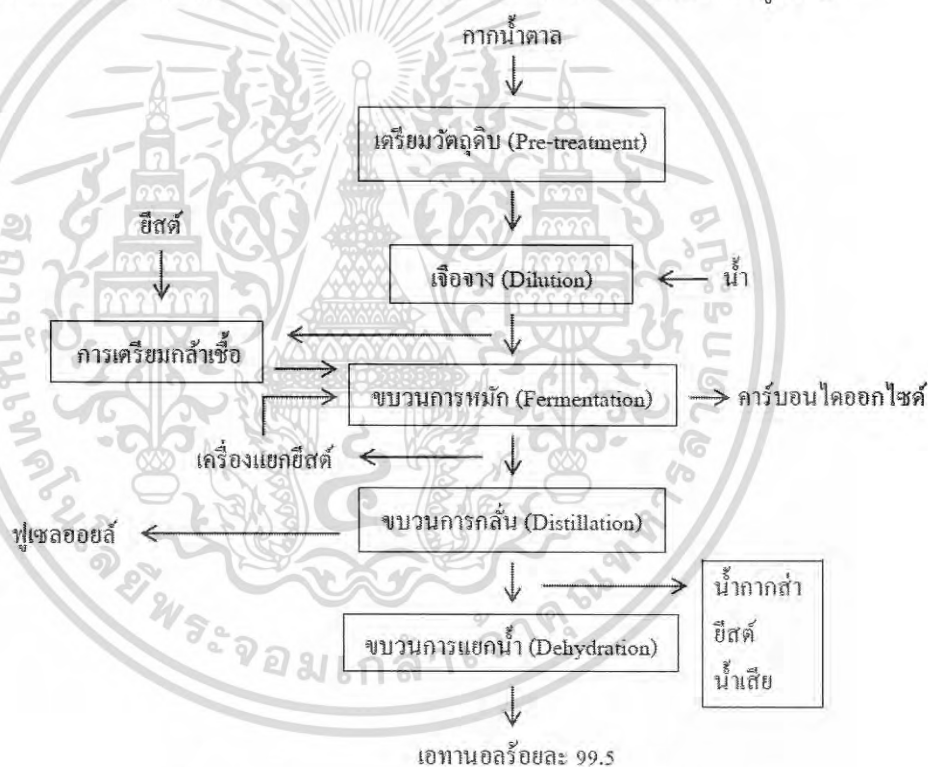 กากน้ำตาล
เตรียมวัตถุดิบ (Pre-treatment)
ยีสต์
เจือจาง (Dilution)
น้ำ
การเตรียมกล้าเชื้อ
ขบวนการหมัก (Fermentation)
คาร์บอนไดออกไซด์
เครื่องแยกยีสต์
ขบวนการกลั่น (Distillation)
ฟูเซลออยล์
น้ำกากส่า
ยีสต์
น้ำเสีย
ขบวนการแยกน้ำ (Dehydration)
เอทานอลร้อยละ 99.5